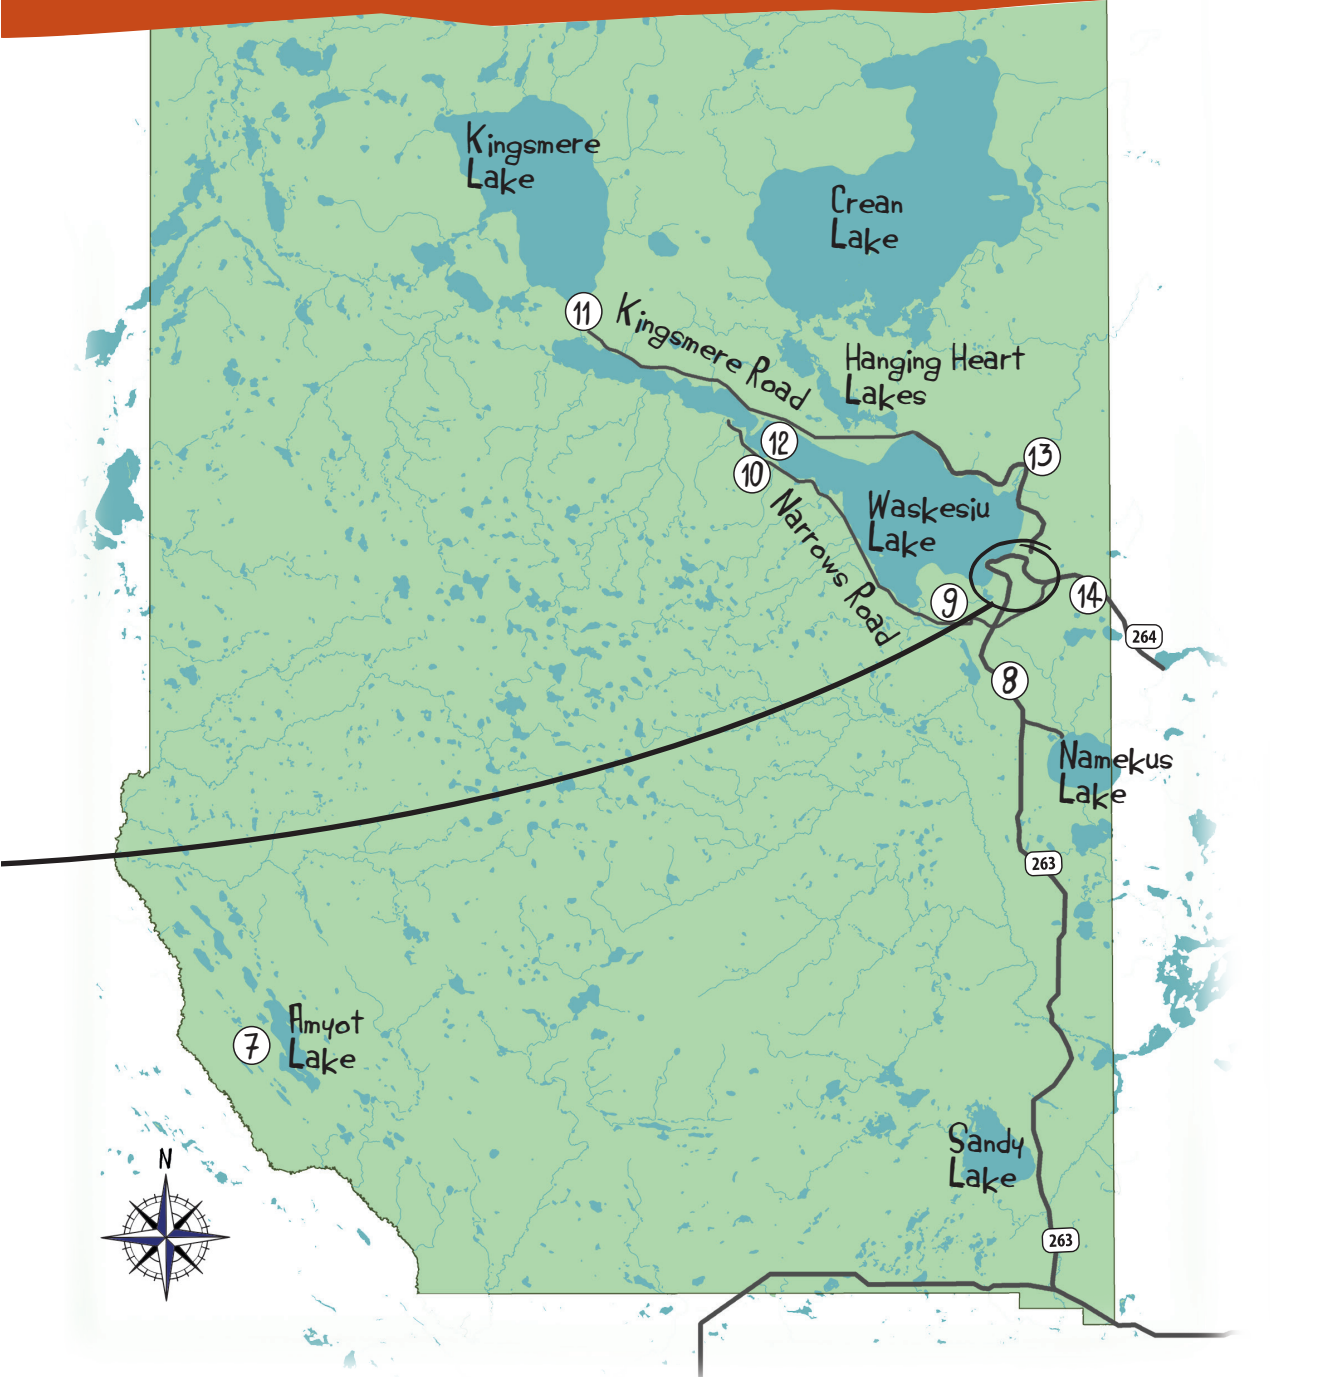 Kingsmere
Lake
Crean
Lake
11
Kingsmere Road
Hanging Heart
Lakes
12
10
13
Waskesiu
Lake
Narrows Road
9
14
264
8
Namekus
Lake
263
7
Amyot
Lake
Sandy
Lake
N
263